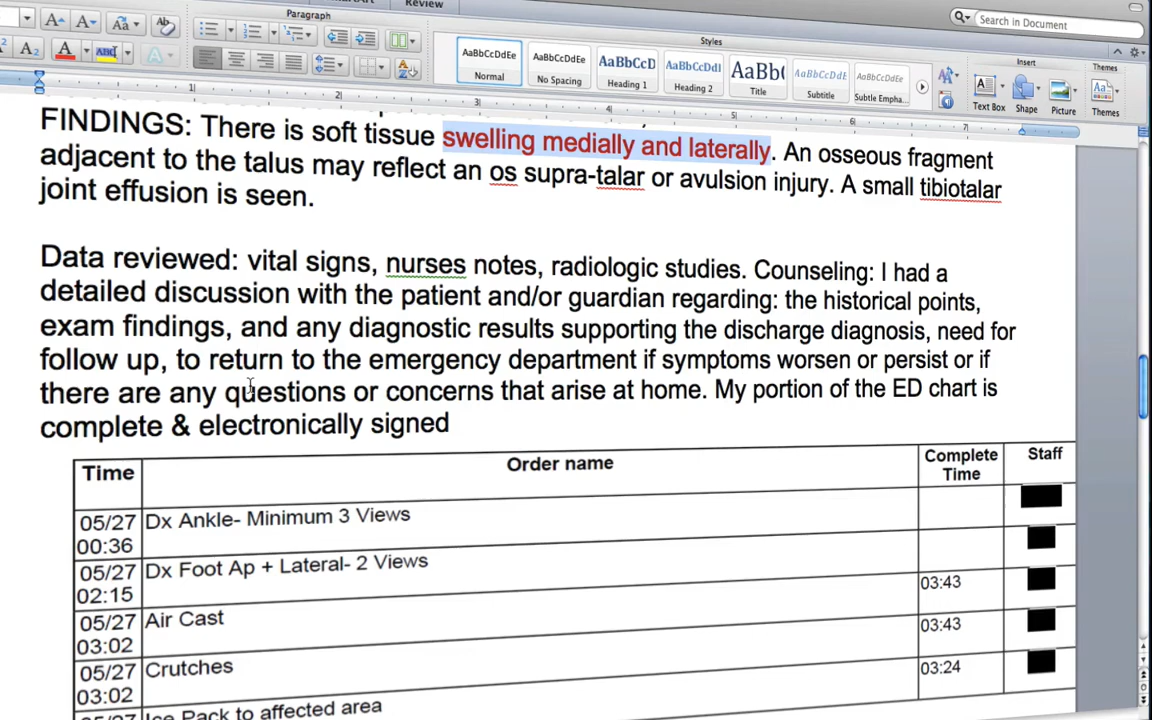 Review
Paragraph
Styles
Insert
Themes
Search in Document
AaBbCcDdEe
Normal
AaBbCcDdEe
No Spacing
AaBbCcD
Heading 1
AaBbCcDdEe
Heading 2
AaBb(
Title
AaBbCcDdEe
Subtitle
AaBbCcDdEe
Subtle Empha...
Text Box
Shape
Picture
Themes
FINDINGS: There is soft tissue swelling medially and laterally. An osseous fragment
adjacent to the talus may reflect an os supra-talar or avulsion injury. A small tibiotalar
joint effusion is seen.
Data reviewed: vital signs, nurses notes, radiologic studies. Counseling: I had a
detailed discussion with the patient and/or guardian regarding: the historical points,
exam findings, and any diagnostic results supporting the discharge diagnosis, need for
follow up, to return to the emergency department if symptoms worsen or persist or if
there are any questions or concerns that arise at home. My portion of the ED chart is
complete & electronically signed
Time Order name Complete Time Staff
05/27 00:36 Dx Ankle- Minimum 3 Views
05/27 02:15 Dx Foot Ap + Lateral- 2 Views 03:43
05/27 03:02 Air Cast 03:43
05/27 03:02 Crutches 03:24
05/27 Ice Pack to affected area